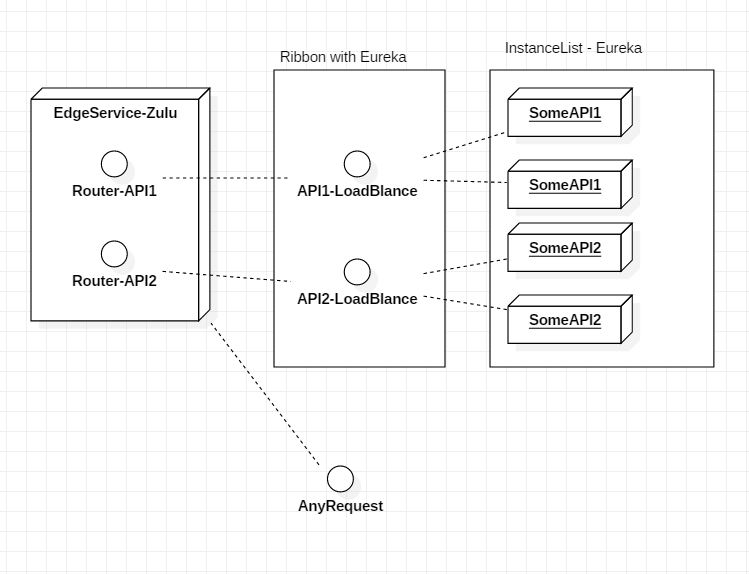 EdgeService-Zulu
Router-API1
Router-API2
Ribbon with Eureka
API1-LoadBlance
API2-LoadBlance
InstanceList - Eureka
SomeAPI1
SomeAPI1
SomeAPI2
SomeAPI2
AnyRequest